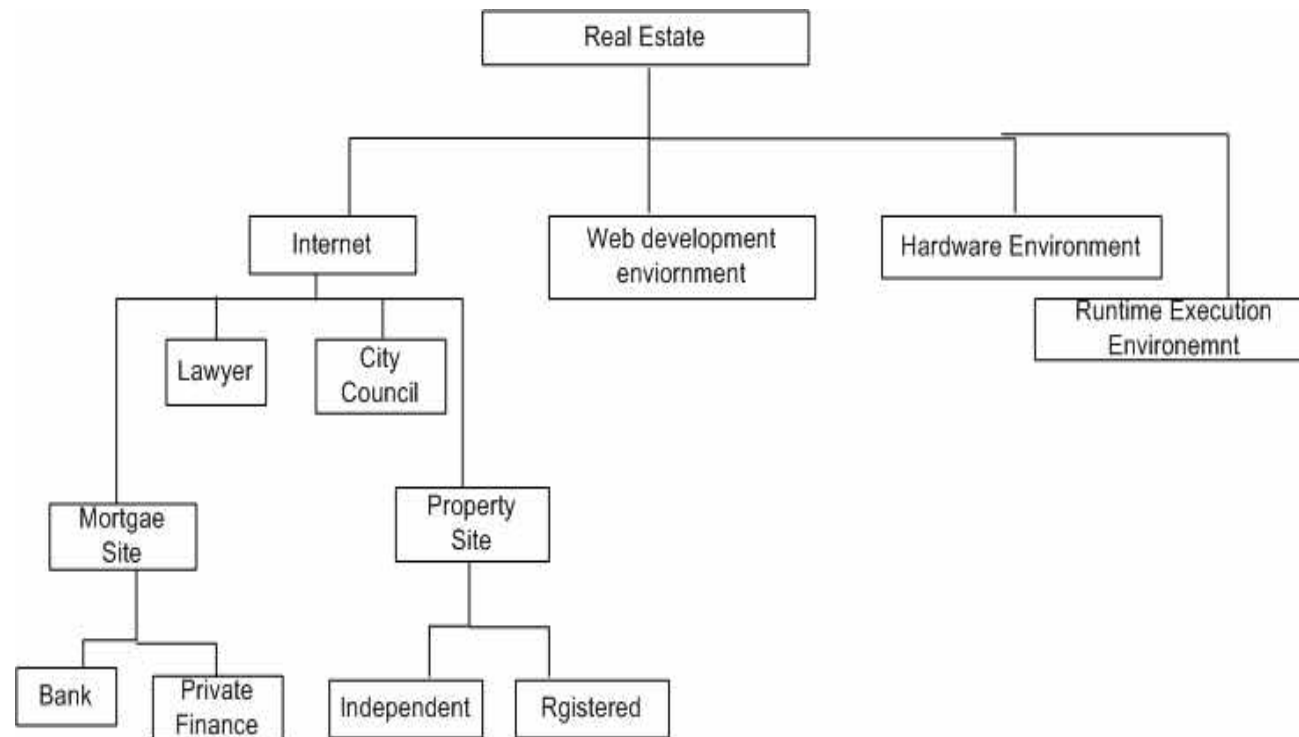 Real Estate
Internet
Web development
enviornment
Hardware Environment
Runtime Execution
Environemnt
Lawyer
City
Council
Mortgae
Site
Property
Site
Bank
Private
Finance
Independent
Rgistered